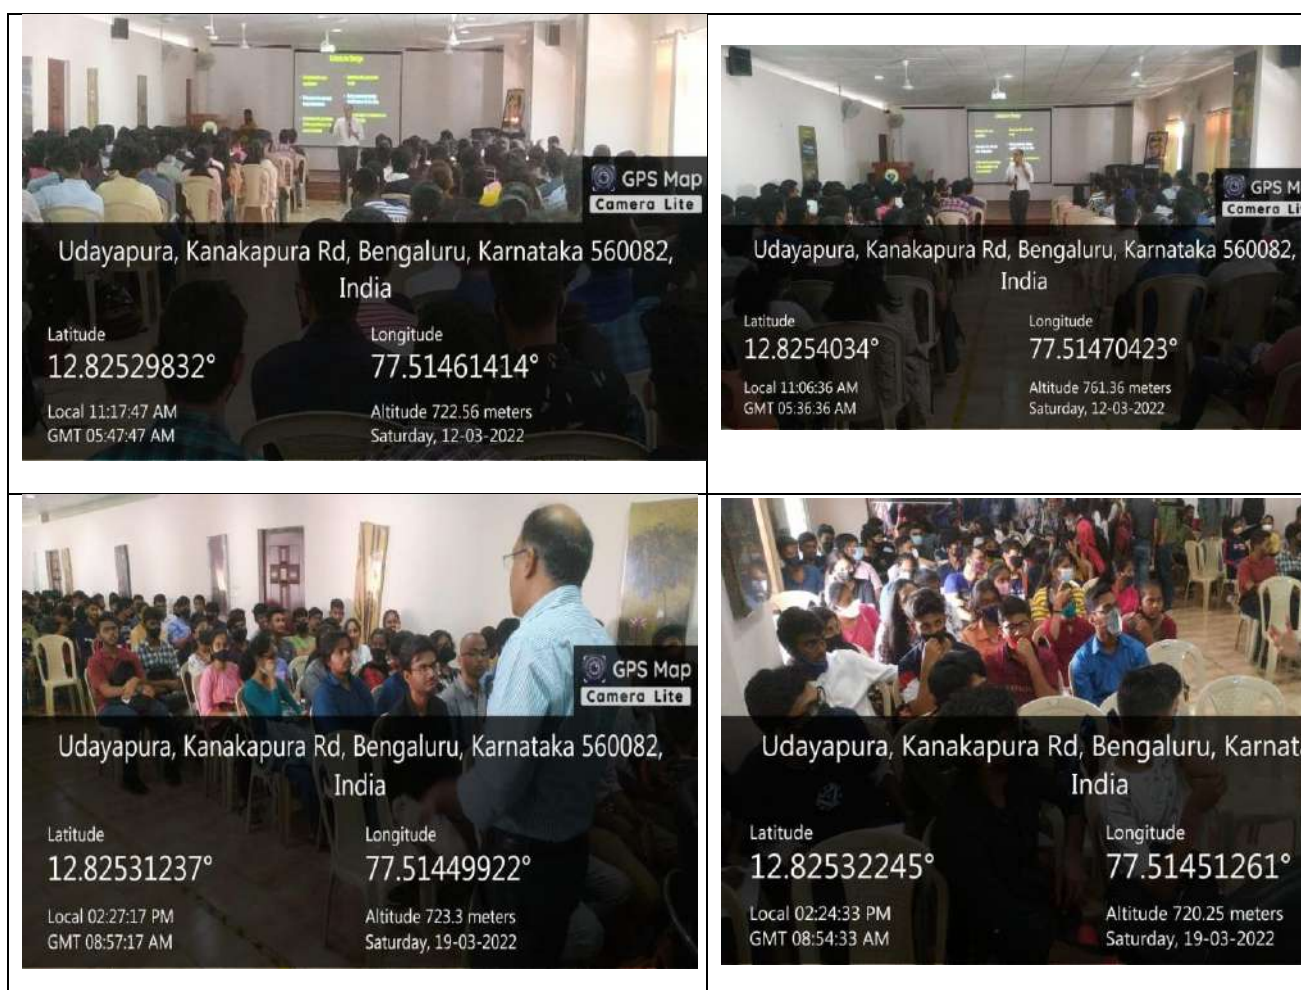 GPS Map
Camera Lite
Udayapura, Kanakapura Rd, Bengaluru, Karnataka 560082,
India
Latitude
12.82529832°
Longitude
77.51461414°
Local 11:17:47 AM
GMT 05:47:47 AM
Altitude 722.56 meters
Saturday, 12-03-2022
GPS M
Camera Li
Udayapura, Kanakapura Rd, Bengaluru, Karnataka 560082,
India
Latitude
12.8254034°
Longitude
77.51470423°
Local 11:06:36 AM
GMT 05:36:36 AM
Altitude 761.36 meters
Saturday, 12-03-2022
GPS Map
Camera Lite
Udayapura, Kanakapura Rd, Bengaluru, Karnataka 560082,
India
Latitude
12.82531237°
Longitude
77.51449922°
Local 02:27:17 PM
GMT 08:57:17 AM
Altitude 723.3 meters
Saturday, 19-03-2022
Udayapura, Kanakapura Rd, Bengaluru, Karnat
India
Latitude
12.82532245°
Longitude
77.51451261°
Local 02:24:33 PM
GMT 08:54:33 AM
Altitude 720.25 meters
Saturday, 19-03-2022